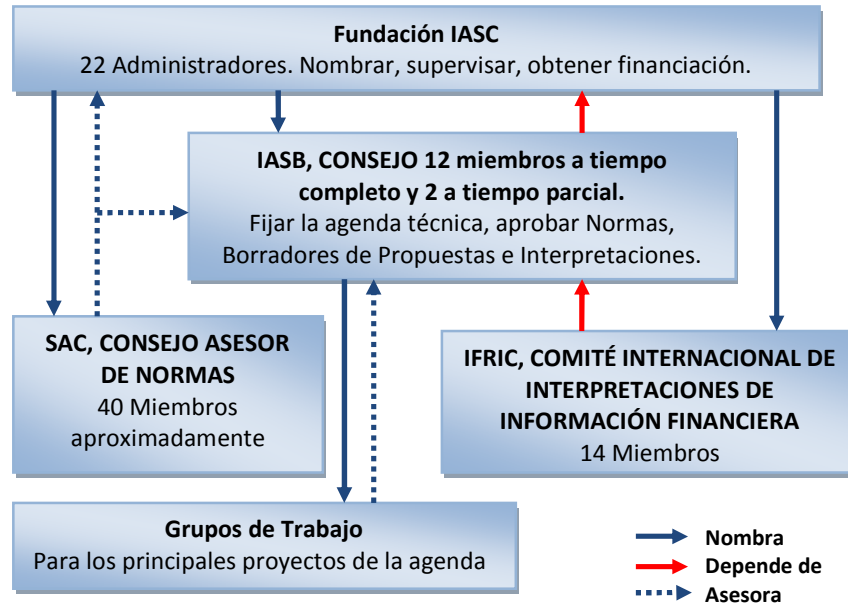 Fundación IASC
22 Administradores. Nombrar, supervisar, obtener financiación.
IASB, CONSEJO 12 miembros a tiempo
completo y 2 a tiempo parcial.
Fijar la agenda técnica, aprobar Normas,
Borradores de Propuestas e Interpretaciones.
SAC, CONSEJO ASESOR
DE NORMAS
40 Miembros
aproximadamente
IFRIC, COMITÉ INTERNACIONAL DE
INTERPRETACIONES DE
INFORMACIÓN FINANCIERA
14 Miembros
Grupos de Trabajo
Para los principales proyectos de la agenda
Nombra
Depende de
Asesora